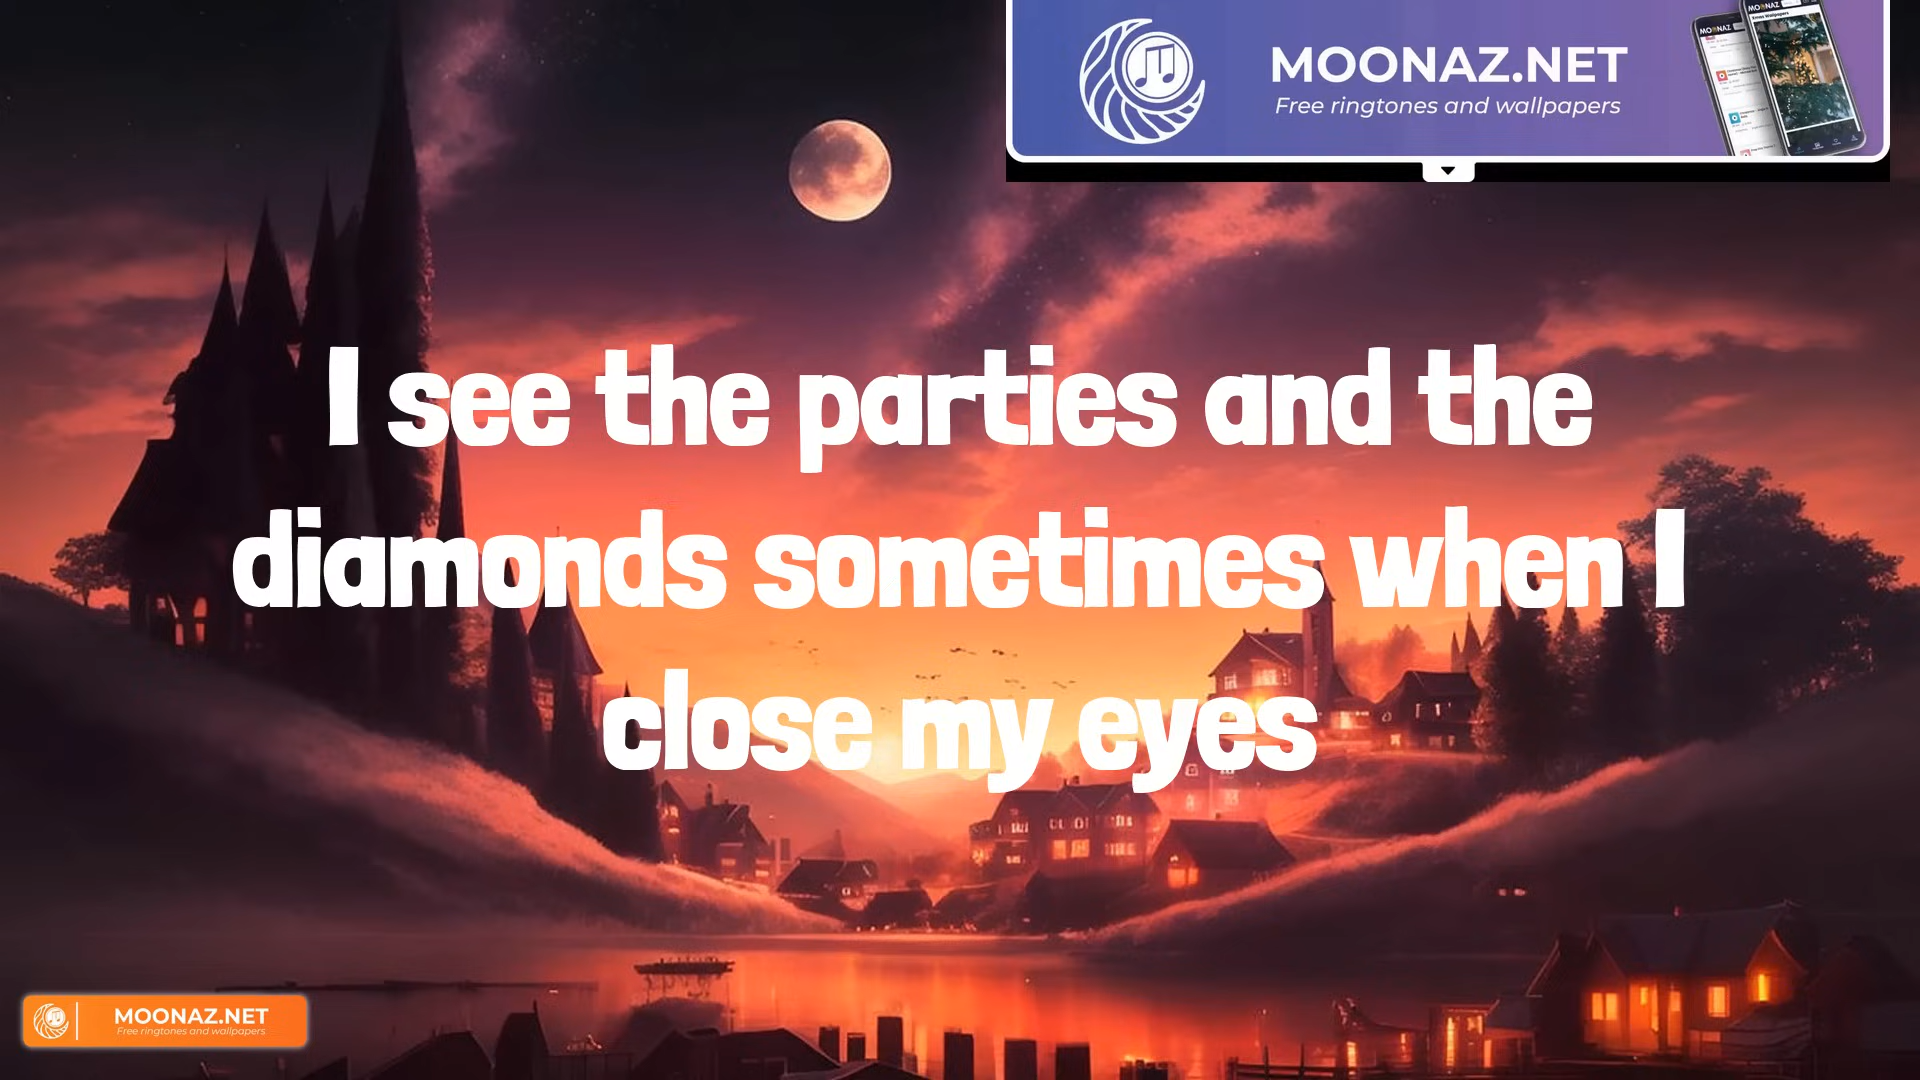 MOONAZ.NET
Free ringtones and wallpapers
I see the parties and the
diamonds sometimes when I
close my eyes
MOONAZ.NET
Free ringtones and wallpapers